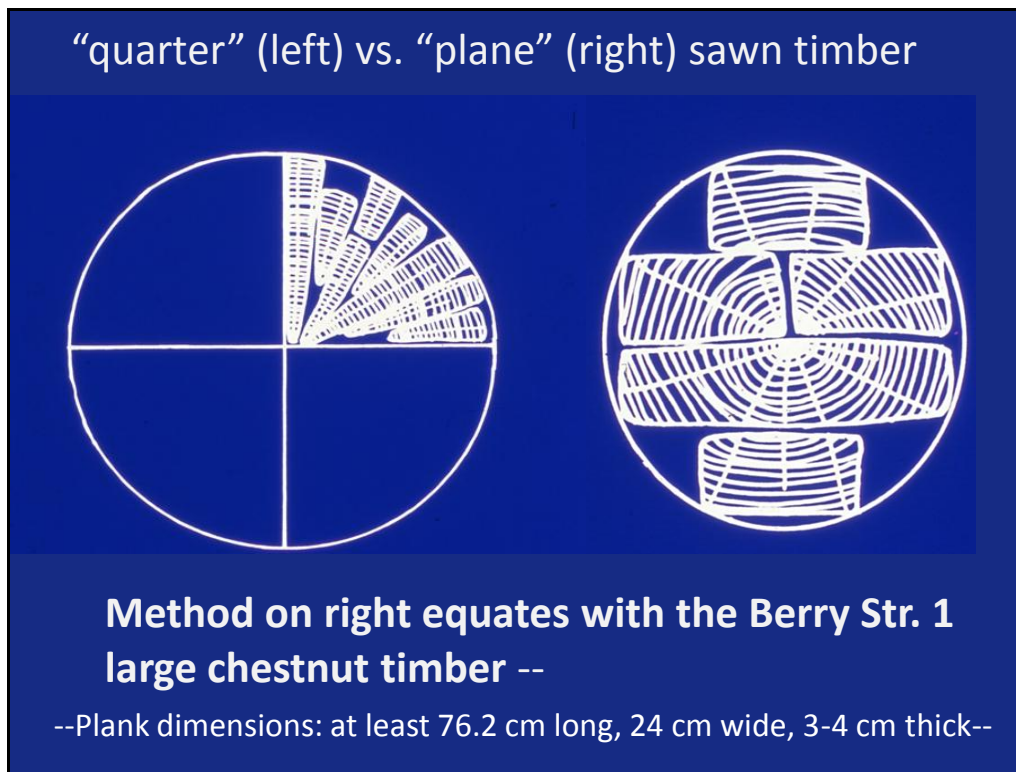 “quarter” (left) vs. “plane” (right) sawn timber
Method on right equates with the Berry Str. 1
large chestnut timber --
--Plank dimensions: at least 76.2 cm long, 24 cm wide, 3-4 cm thick--